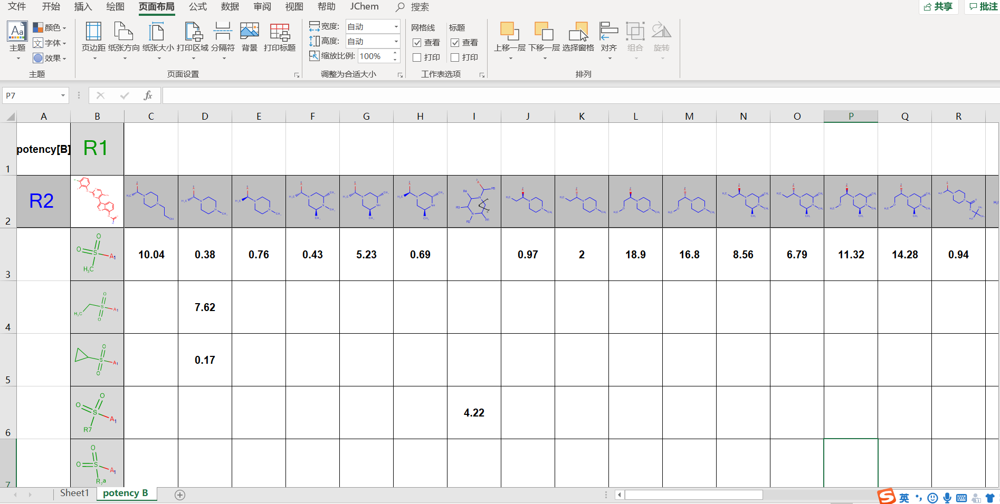 文件 开始 插入 绘图 页面布局 公式 数据 审阅 视图 帮助 JChem 搜索 共享 批注
主题 颜色 字体 效果
页边距 纸张方向 纸张大小 打印区域 分隔符 背景 打印标题
宽度: 自动
高度: 自动
缩放比例: 100%
网格线 标题
查看 查看
打印 打印
上移一层 下移一层 选择窗格 对齐 组合 旋转
主题 页面设置 调整为合适大小 工作表选项 排列
P7 fx
A B C D E F G H I J K L M N O P Q R
1 potency[B] R1
2 R2
3 10.04 0.38 0.76 0.43 5.23 0.69 0.97 2 18.9 16.8 8.56 6.79 11.32 14.28 0.94
O O S A1 H3C
4 7.62
O S A1 H3C O
5 0.17
O S A1 O
6 4.22
O O S A1 R7
7
O O S A1 R7a
Sheet1 potency B
英